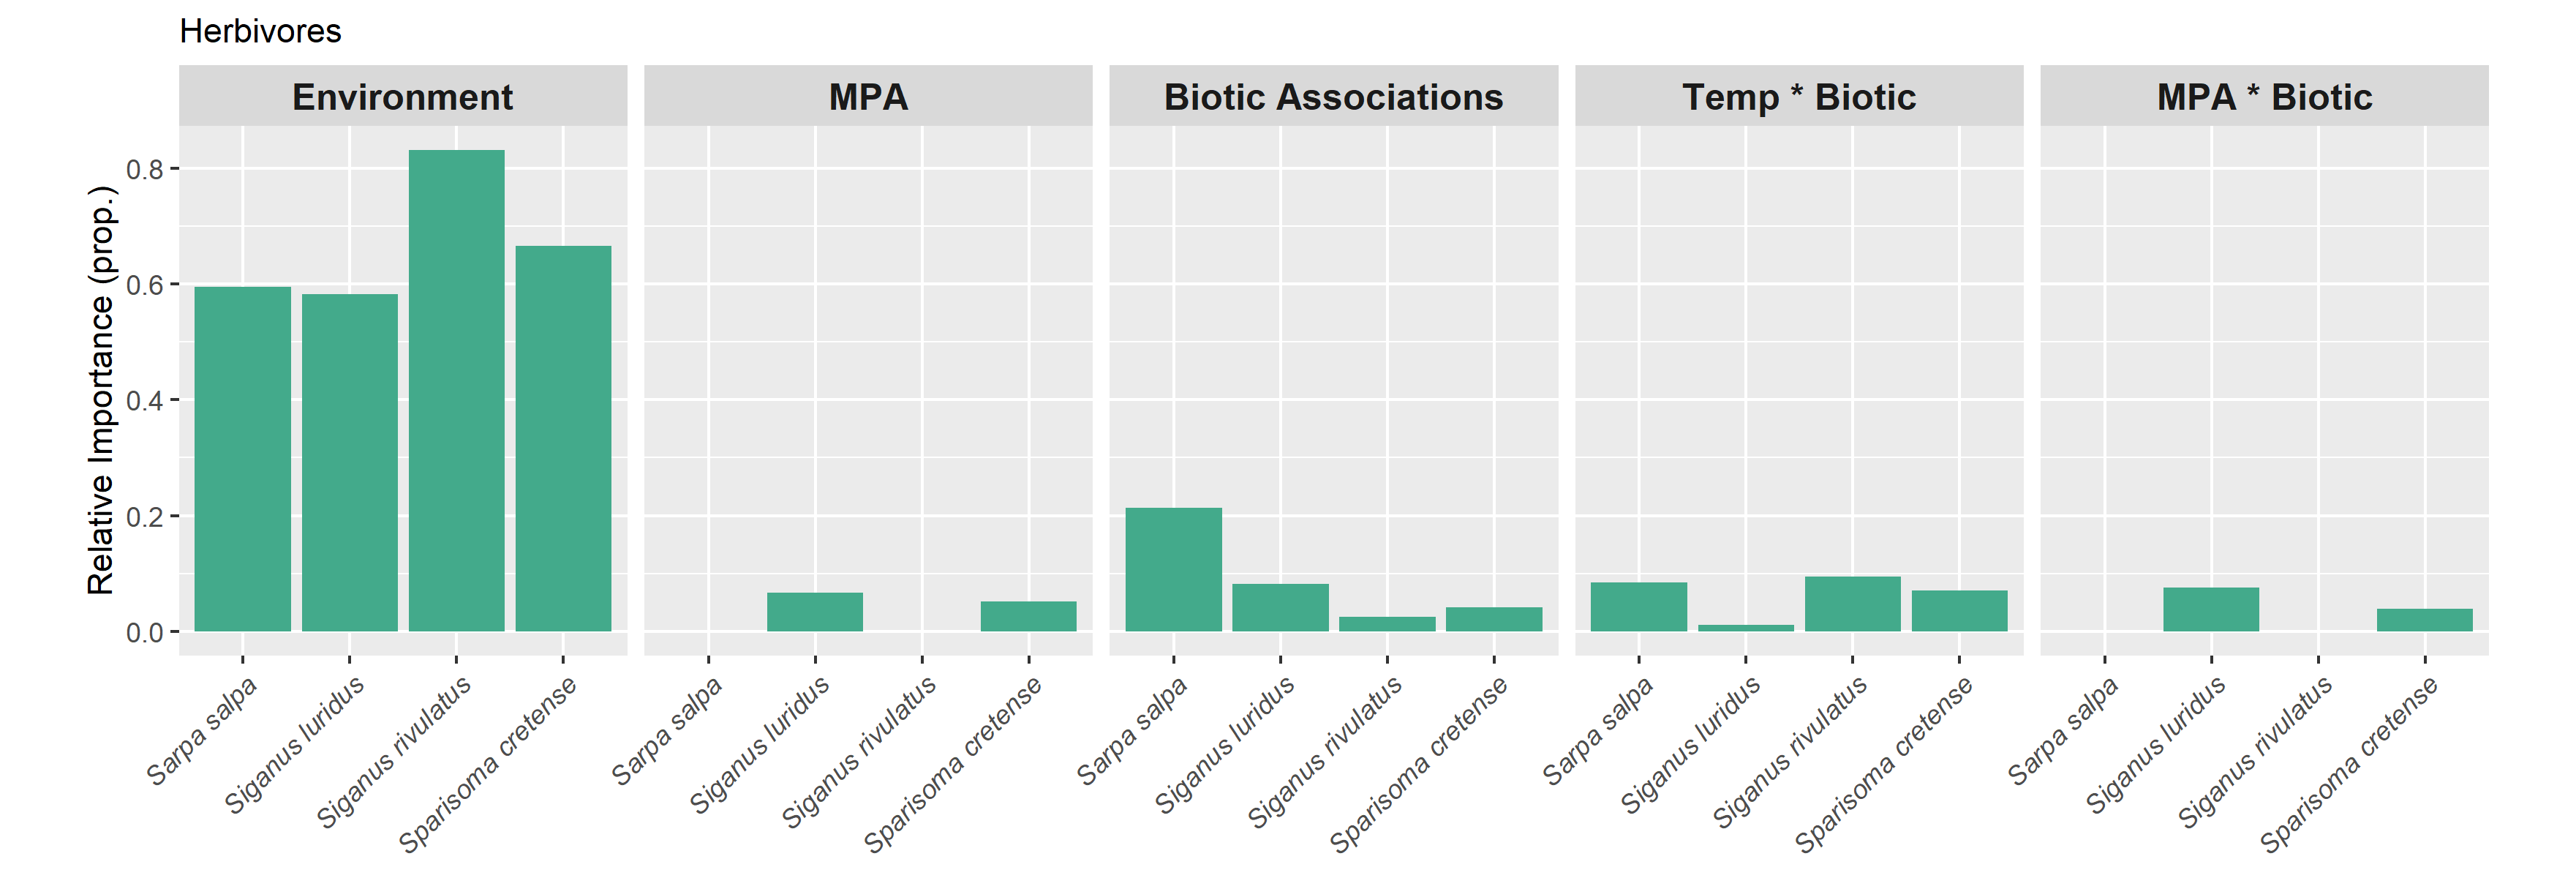 Herbivores
Environment
MPA
Biotic Associations
Temp * Biotic
MPA * Biotic
Relative Importance (prop.)
0.8
0.6
0.4
0.2
0.0
Sarpa salpa
Siganus luridus
Siganus rivulatus
Sparisoma cretense
Sarpa salpa
Siganus luridus
Siganus rivulatus
Sparisoma cretense
Sarpa salpa
Siganus luridus
Siganus rivulatus
Sparisoma cretense
Sarpa salpa
Siganus luridus
Siganus rivulatus
Sparisoma cretense
Sarpa salpa
Siganus luridus
Siganus rivulatus
Sparisoma cretense